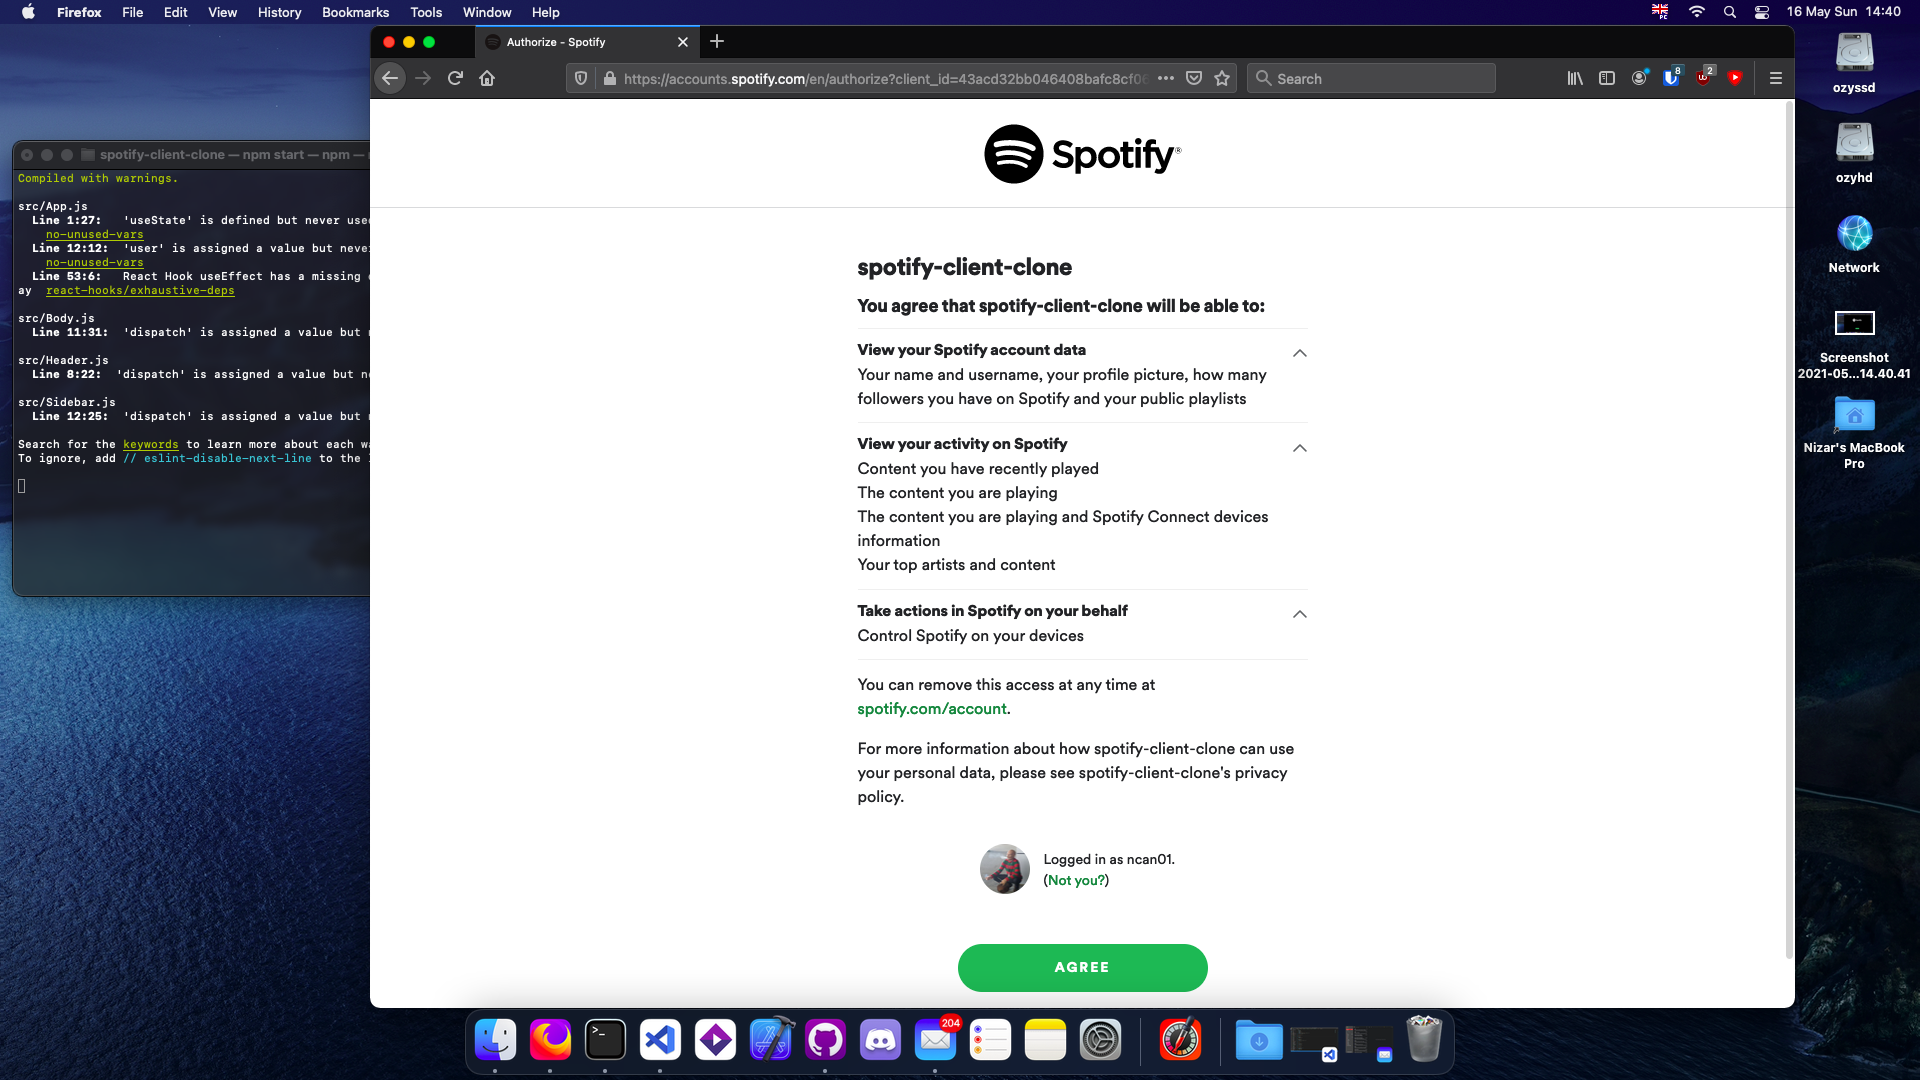 Firefox File Edit View History Bookmarks Tools Window Help
16 May Sun 14:40
Authorize - Spotify
https://accounts.spotify.com/en/authorize?client_id=43acd32bb046408bafc8cf06
Search
8
2
spotify-client-clone — npm start — npm —
Compiled with warnings.
src/App.js
Line 1:27: 'useState' is defined but never used
no-unused-vars
Line 12:12: 'user' is assigned a value but never
no-unused-vars
Line 53:6: React Hook useEffect has a missing
ay react-hooks/exhaustive-deps
src/Body.js
Line 11:31: 'dispatch' is assigned a value but
src/Header.js
Line 8:22: 'dispatch' is assigned a value but
src/Sidebar.js
Line 12:25: 'dispatch' is assigned a value but
Search for the keywords to learn more about each
To ignore, add // eslint-disable-next-line to the
Spotify®
spotify-client-clone
You agree that spotify-client-clone will be able to:
View your Spotify account data
Your name and username, your profile picture, how many
followers you have on Spotify and your public playlists
View your activity on Spotify
Content you have recently played
The content you are playing
The content you are playing and Spotify Connect devices
information
Your top artists and content
Take actions in Spotify on your behalf
Control Spotify on your devices
You can remove this access at any time at
spotify.com/account.
For more information about how spotify-client-clone can use
your personal data, please see spotify-client-clone's privacy
policy.
Logged in as ncan01.
(Not you?)
AGREE
ozyssd
ozyhd
Network
Screenshot
2021-05...14.40.41
Nizar's MacBook
Pro
204